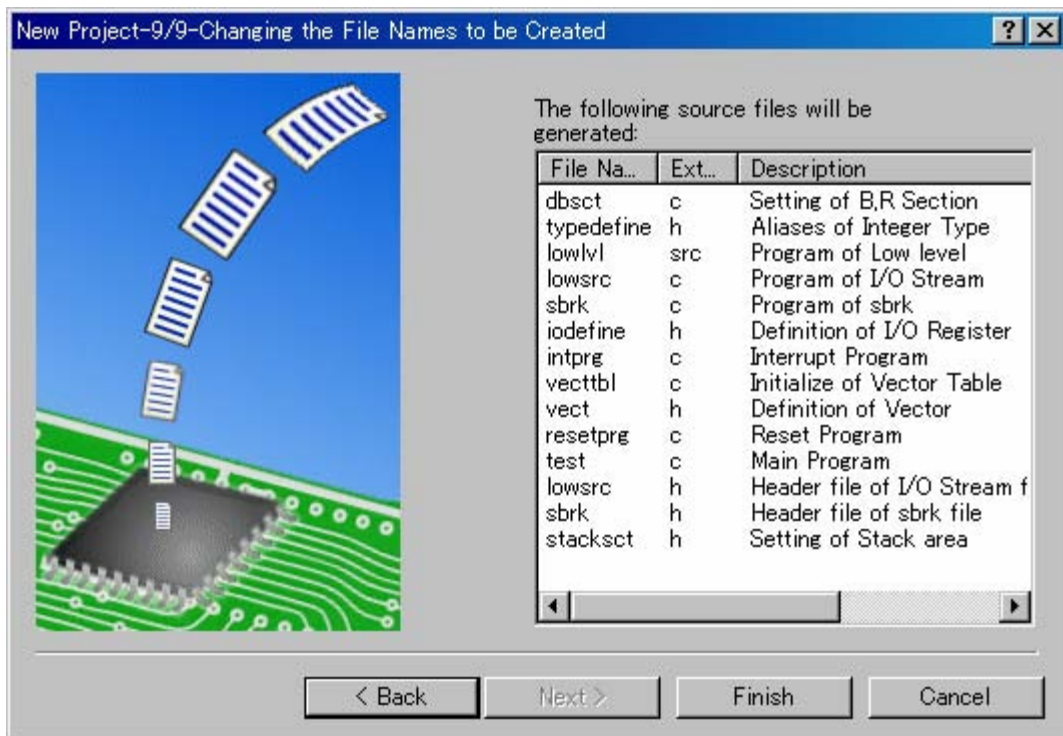 New Project-9/9-Changing the File Names to be Created
The following source files will be
generated:
File Na... Ext... Description
dbsct c Setting of B,R Section
typedefine h Aliases of Integer Type
lowlvl src Program of Low level
lowsrc c Program of I/O Stream
sbrk c Program of sbrk
iodefine h Definition of I/O Register
intprg c Interrupt Program
vecttbl c Initialize of Vector Table
vect h Definition of Vector
resetprg c Reset Program
test c Main Program
lowsrc h Header file of I/O Stream f
sbrk h Header file of sbrk file
stacksct h Setting of Stack area
< Back Next > Finish Cancel